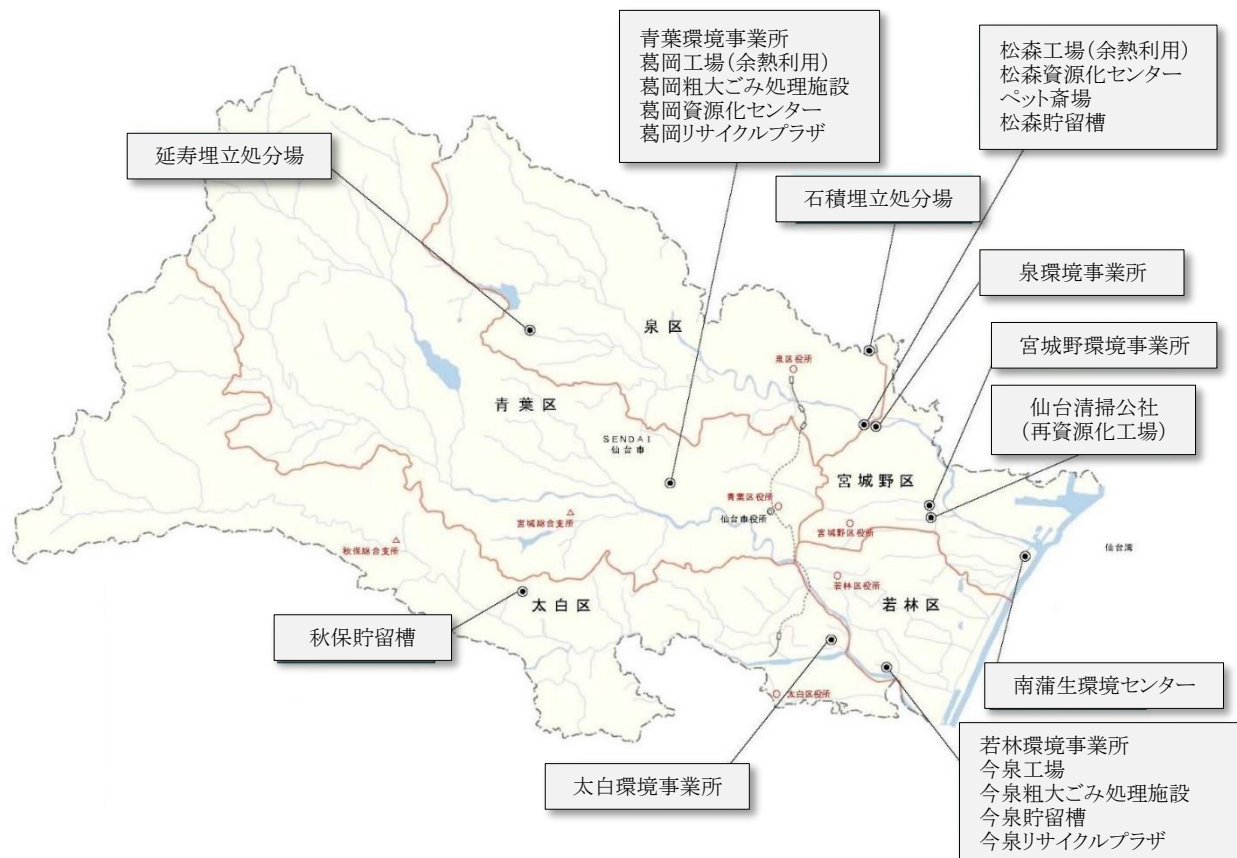 青葉環境事業所
葛岡工場(余熱利用)
葛岡粗大ごみ処理施設
葛岡資源化センター
葛岡リサイクルプラザ
松森工場(余熱利用)
松森資源化センター
ペット斎場
松森貯留槽
延寿埋立処分場
石積埋立処分場
泉環境事業所
泉区
宮城野環境事業所
泉区役所
青葉区
仙台清掃公社
(再資源化工場)
SENDAI
仙台市
宮城野区
青葉区役所
仙台市役所
宮城総合支所
宮城野区役所
秋保総合支所
仙台湾
若林区役所
太白区
若林区
秋保貯留槽
南蒲生環境センター
太白区役所
太白環境事業所
若林環境事業所
今泉工場
今泉粗大ごみ処理施設
今泉貯留槽
今泉リサイクルプラザ